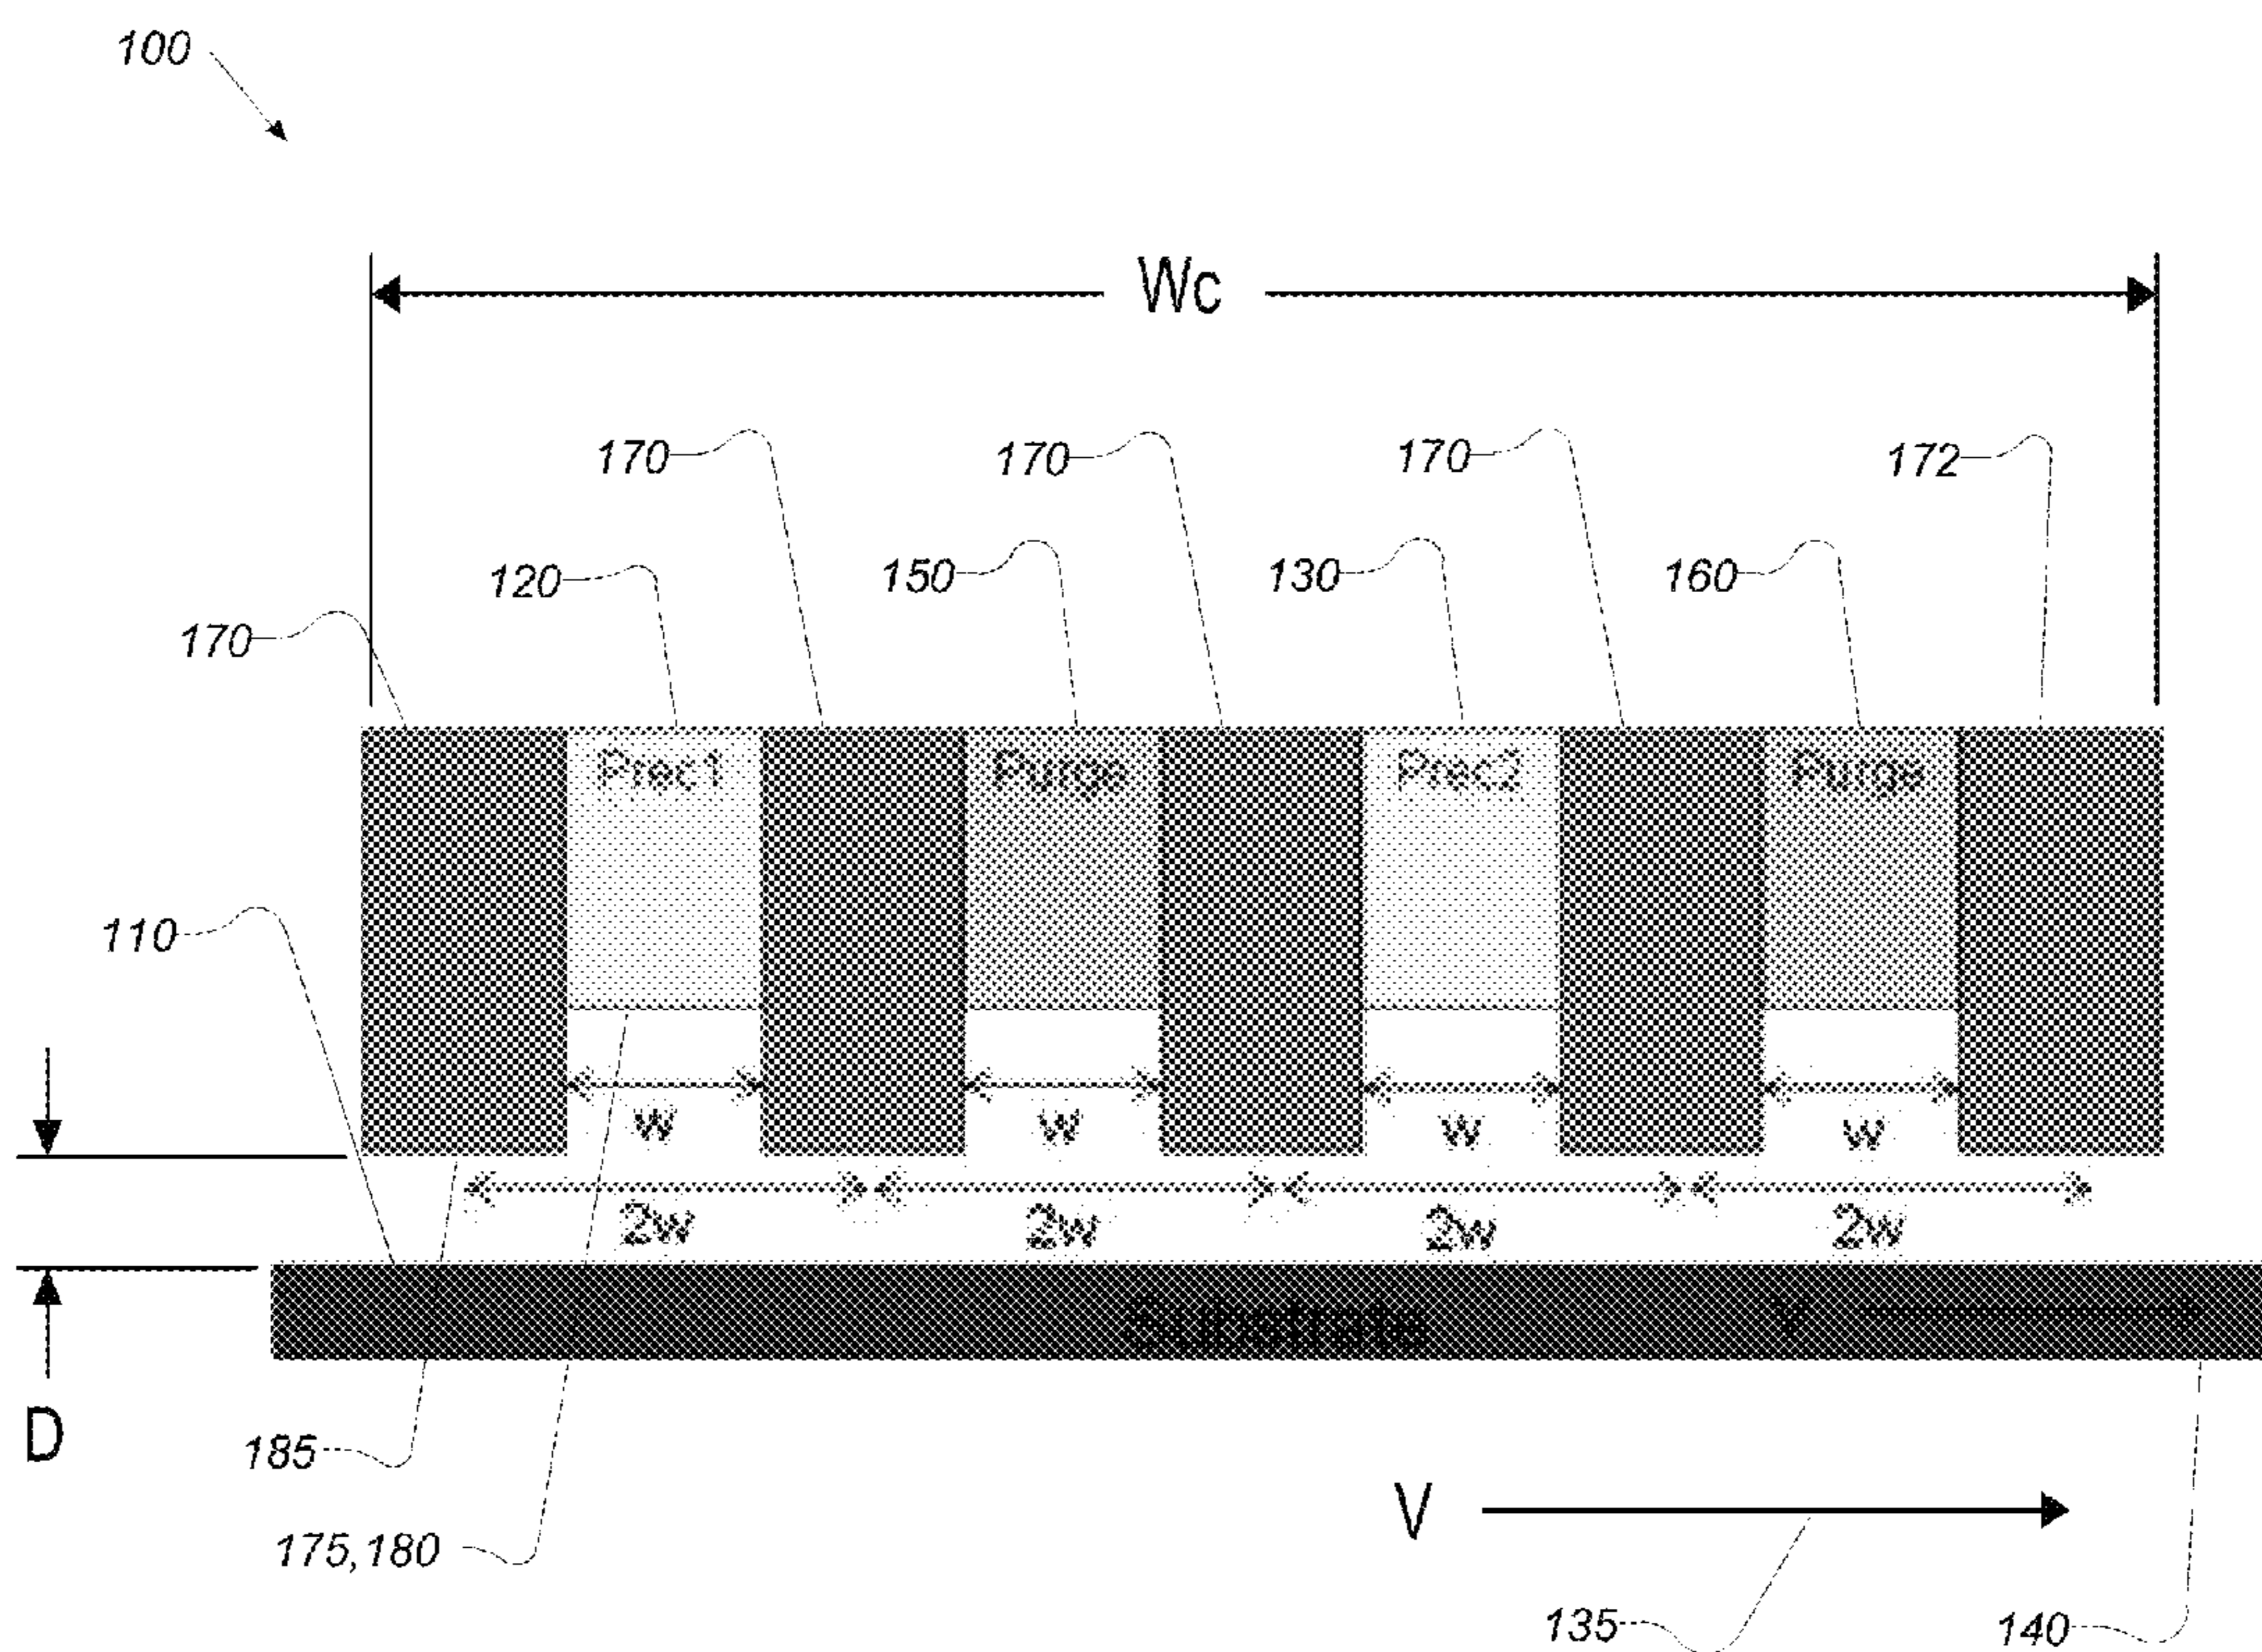 100
Wc
170 170 170 172
120 150 130 160
170
Prec1 Purge Prec2 Purge
110
w w w w
2w 2w 2w 2w
Substrate V
D
185
V
175,180
135 140